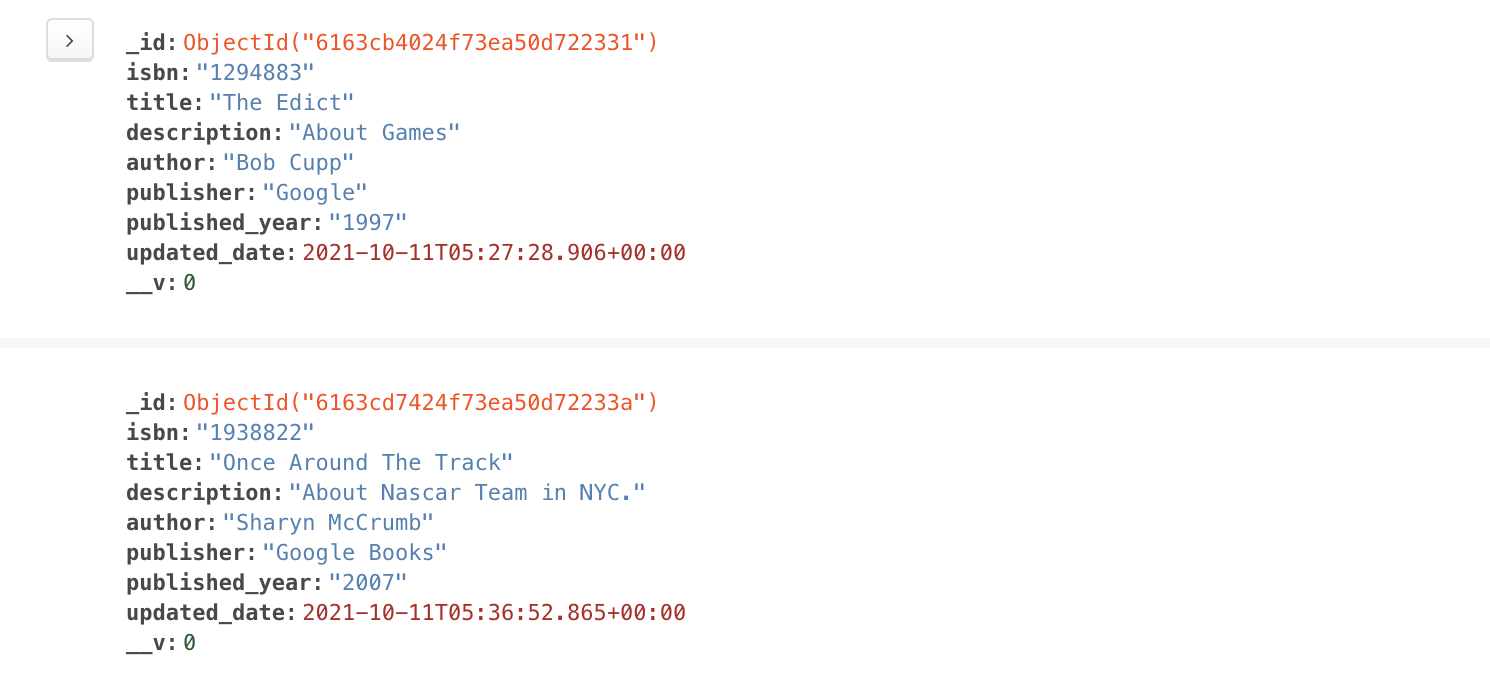 _id: ObjectId("6163cb4024f73ea50d722331")
isbn: "1294883"
title: "The Edict"
description: "About Games"
author: "Bob Cupp"
publisher: "Google"
published_year: "1997"
updated_date: 2021-10-11T05:27:28.906+00:00
__v: 0
_id: ObjectId("6163cd7424f73ea50d72233a")
isbn: "1938822"
title: "Once Around The Track"
description: "About Nascar Team in NYC."
author: "Sharyn McCrumb"
publisher: "Google Books"
published_year: "2007"
updated_date: 2021-10-11T05:36:52.865+00:00
__v: 0